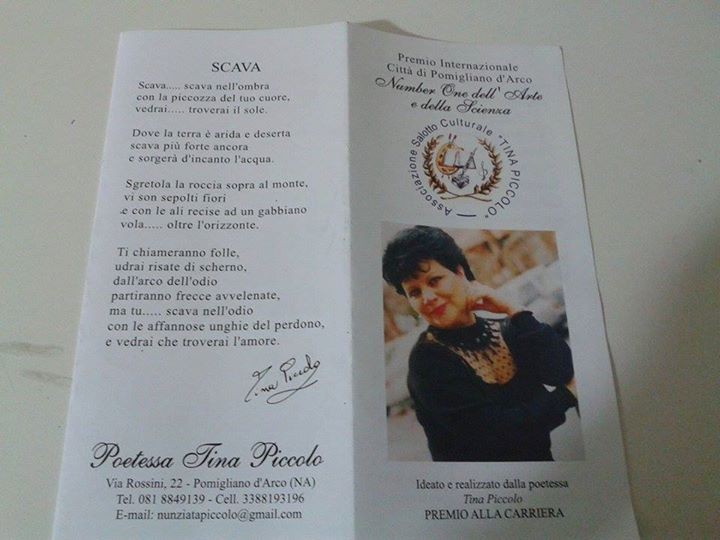 SCAVA
Scava..... scava nell'ombra
con la piccozza del tuo cuore,
vedrai..... troverai il sole.
Dove la terra è arida e deserta
scava più forte ancora
e sorgerà d'incanto l'acqua.
Sgretola la roccia sopra al monte,
vi son sepolti fiori
e con le ali recise ad un gabbiano
vola..... oltre l'orizzonte.
Ti chiameranno folle,
udrai risate di scherno,
dall'arco dell'odio
partiranno frecce avvelenate,
ma tu..... scava nell'odio
con le affannose unghie del perdono,
e vedrai che troverai l'amore.
Tina Piccolo
Poetessa Tina Piccolo
Via Rossini, 22 - Pomigliano d'Arco (NA)
Tel. 081 8849139 - Cell. 3388193196
E-mail: nunziatapiccolo@gmail.com
Premio Internazionale
Città di Pomigliano d'Arco
Number One dell' Arte
e della Scienza
Associazione Salotto Culturale "TINA PICCOLO"
Ideato e realizzato dalla poetessa
Tina Piccolo
PREMIO ALLA CARRIERA